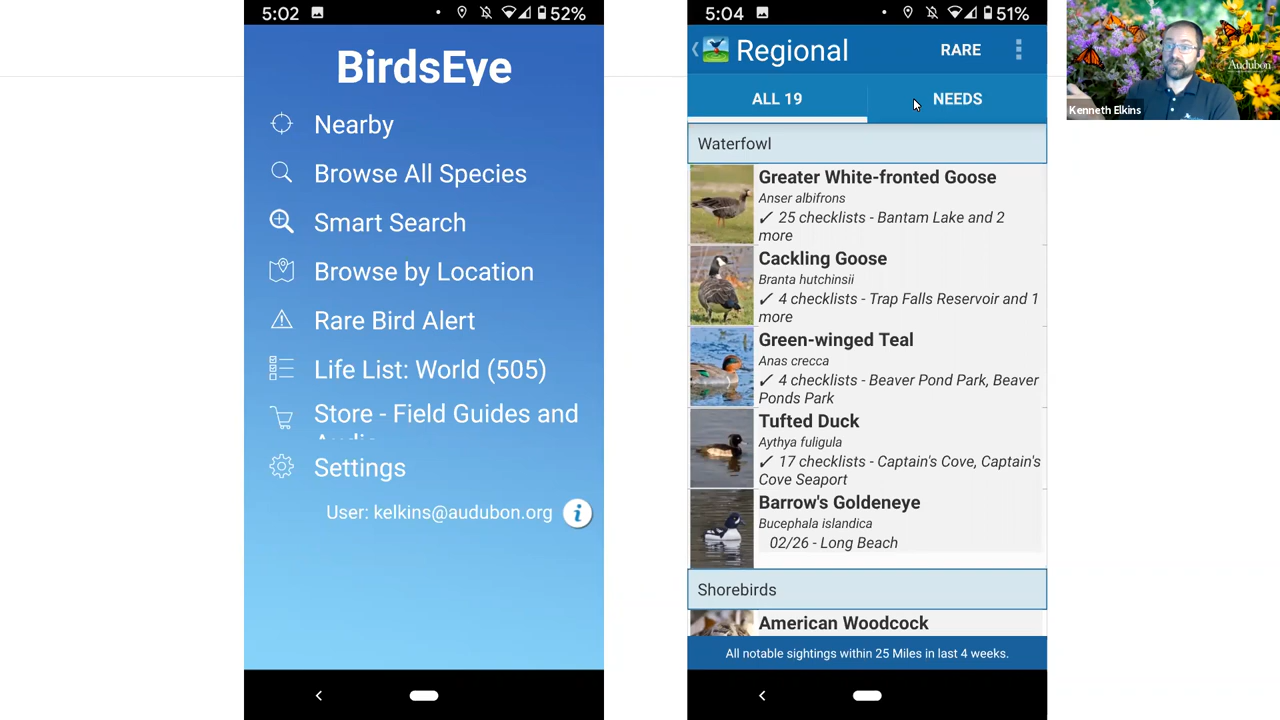 5:02
52%
BirdsEye
Nearby
Browse All Species
Smart Search
Browse by Location
Rare Bird Alert
Life List: World (505)
Store - Field Guides and
Audio
Settings
User: kelkins@audubon.org
i
5:04
51%
Regional
RARE
ALL 19
NEEDS
Waterfowl
Greater White-fronted Goose
Anser albifrons
✓ 25 checklists - Bantam Lake and 2
more
Cackling Goose
Branta hutchinsii
✓ 4 checklists - Trap Falls Reservoir and 1
more
Green-winged Teal
Anas crecca
✓ 4 checklists - Beaver Pond Park, Beaver
Ponds Park
Tufted Duck
Aythya fuligula
✓ 17 checklists - Captain's Cove, Captain's
Cove Seaport
Barrow's Goldeneye
Bucephala islandica
02/26 - Long Beach
Shorebirds
American Woodcock
All notable sightings within 25 Miles in last 4 weeks.
Audubon
Kenneth Elkins